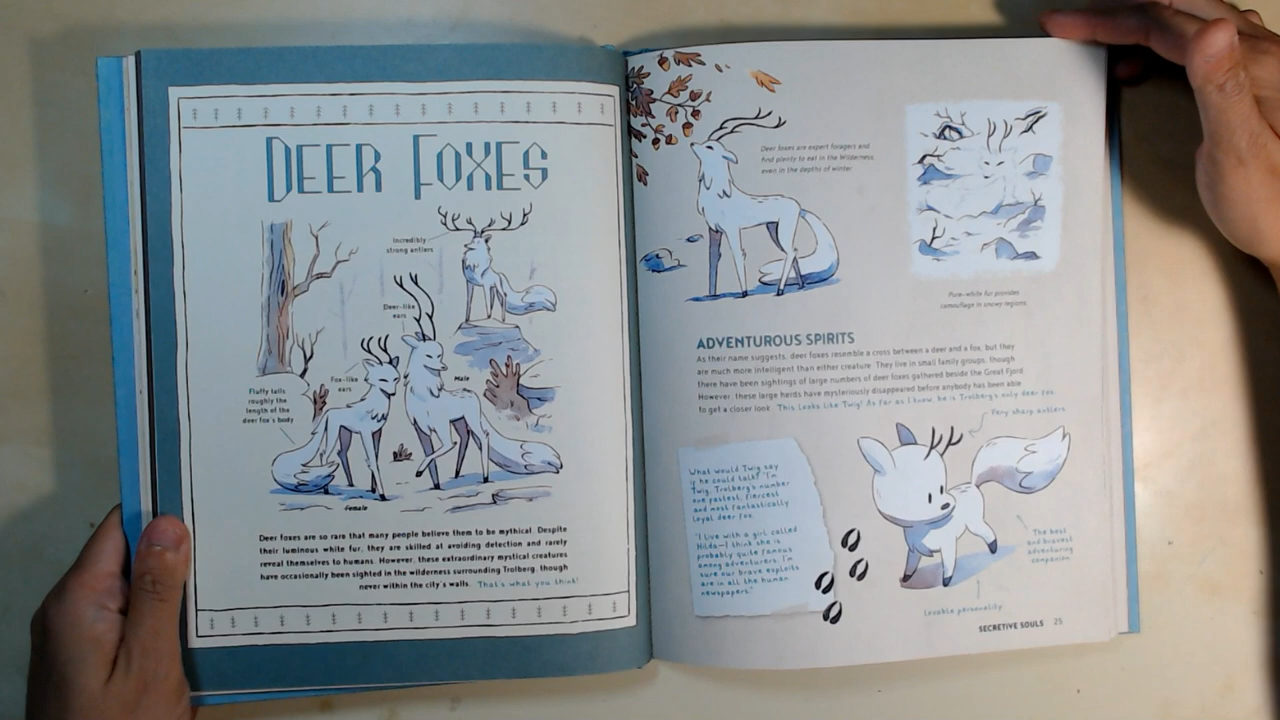 DEER FOXES
Incredibly
strong antlers
Deer-like
ears
Fox-like
ears
Male
Fluffy tails
roughly the
length of the
deer fox's body
Female
Deer foxes are so rare that many people believe them to be mythical. Despite
their luminous white fur, they are skilled at avoiding detection and rarely
reveal themselves to humans. However, these extraordinary mystical creatures
have occasionally been sighted in the wilderness surrounding Trolberg, though
never within the city's walls. That's what you think!
Deer foxes are expert foragers and
find plenty to eat in the Wilderness,
even in the depths of winter.
Pure-white fur provides
camouflage in snowy regions.
ADVENTUROUS SPIRITS
As their name suggests, deer foxes resemble a cross between a deer and a fox, but they
are much more intelligent than either creature. They live in small family groups, though
there have been sightings of large numbers of deer foxes gathered beside the Great Fjord.
However, these large herds have mysteriously disappeared before anybody has been able
to get a closer look. This looks like Twig! As far as I know, he is Trolberg's only deer fox.
Very sharp antlers
What would Twig say
if he could talk? "I'm
Twig, Trolberg's number
one fastest, fiercest
and most fantastically
loyal deer fox.
"I live with a girl called
Hilda—I think she is
probably quite famous
among adventurers. I'm
sure our brave exploits
are in all the human
newspapers."
The best
and bravest
adventuring
companion
Lovable personality
SECRETIVE SOULS 25